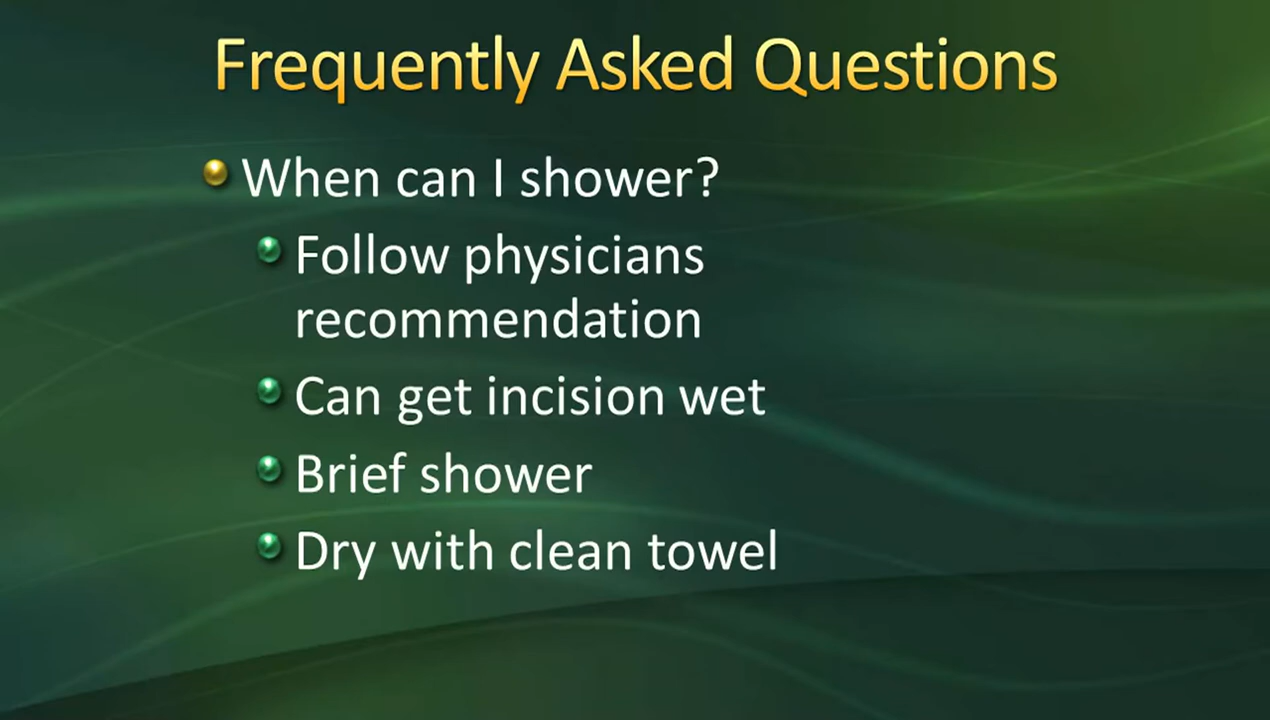 Frequently Asked Questions
When can I shower?
Follow physicians
recommendation
Can get incision wet
Brief shower
Dry with clean towel